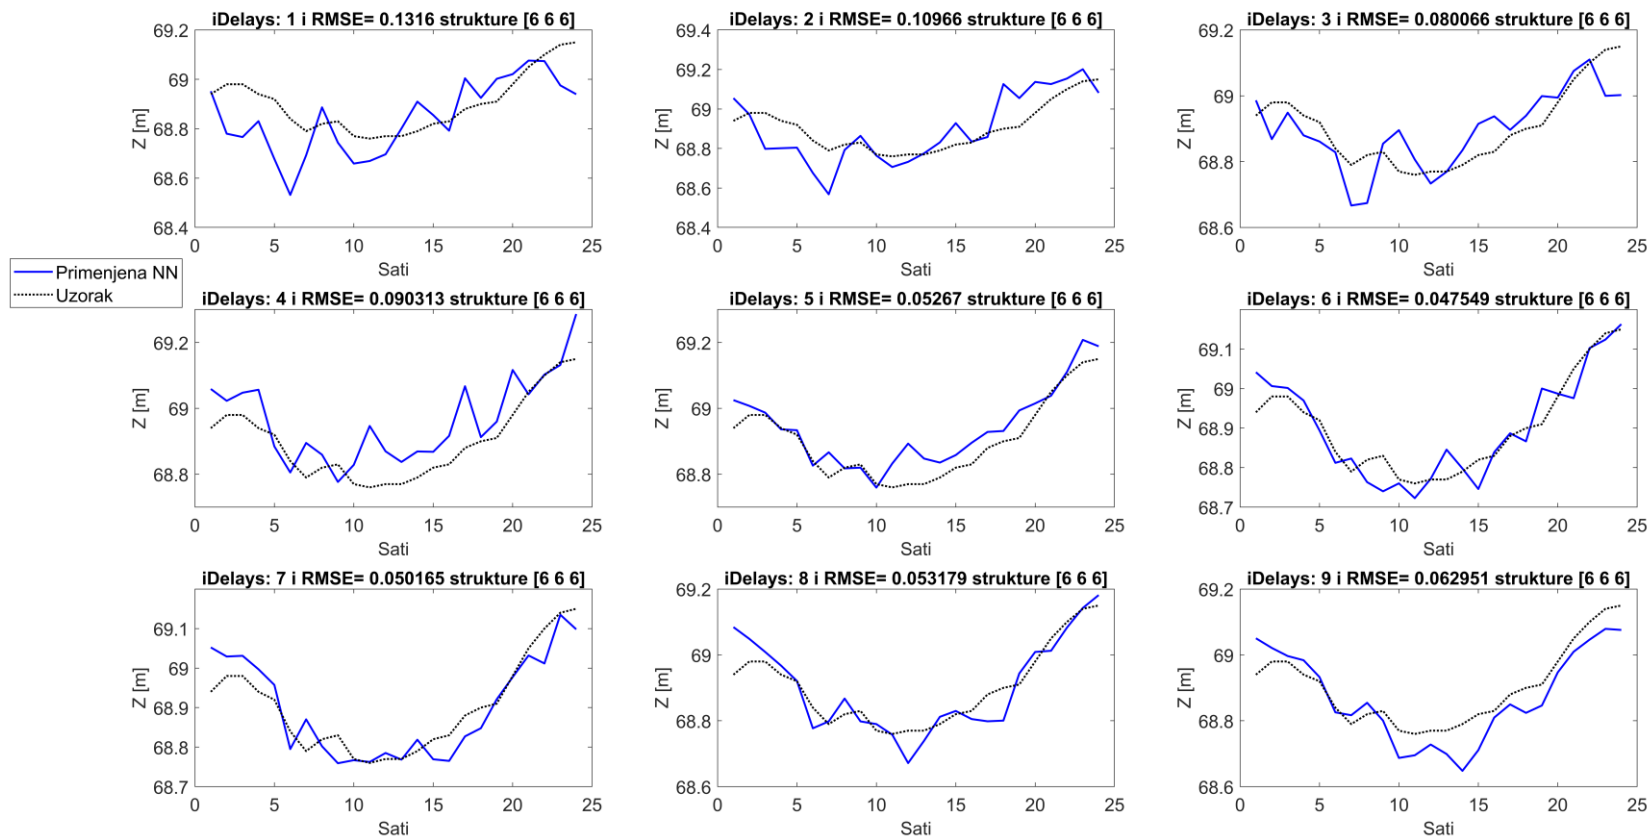 iDelays: 1 i RMSE= 0.1316 strukture [6 6 6]
69.2
69
68.8
68.6
68.4
Z [m]
0 5 10 15 20 25
Sati
iDelays: 2 i RMSE= 0.10966 strukture [6 6 6]
69.4
69.2
69
68.8
68.6
68.4
Z [m]
0 5 10 15 20 25
Sati
iDelays: 3 i RMSE= 0.080066 strukture [6 6 6]
69.2
69
68.8
68.6
Z [m]
0 5 10 15 20 25
Sati
Primenjena NN
Uzorak
iDelays: 4 i RMSE= 0.090313 strukture [6 6 6]
69.2
69
68.8
Z [m]
0 5 10 15 20 25
Sati
iDelays: 5 i RMSE= 0.05267 strukture [6 6 6]
69.2
69
68.8
Z [m]
0 5 10 15 20 25
Sati
iDelays: 6 i RMSE= 0.047549 strukture [6 6 6]
69.1
69
68.9
68.8
68.7
Z [m]
0 5 10 15 20 25
Sati
iDelays: 7 i RMSE= 0.050165 strukture [6 6 6]
69.1
69
68.9
68.8
68.7
Z [m]
0 5 10 15 20 25
Sati
iDelays: 8 i RMSE= 0.053179 strukture [6 6 6]
69.2
69
68.8
68.6
Z [m]
0 5 10 15 20 25
Sati
iDelays: 9 i RMSE= 0.062951 strukture [6 6 6]
69.2
69
68.8
68.6
Z [m]
0 5 10 15 20 25
Sati